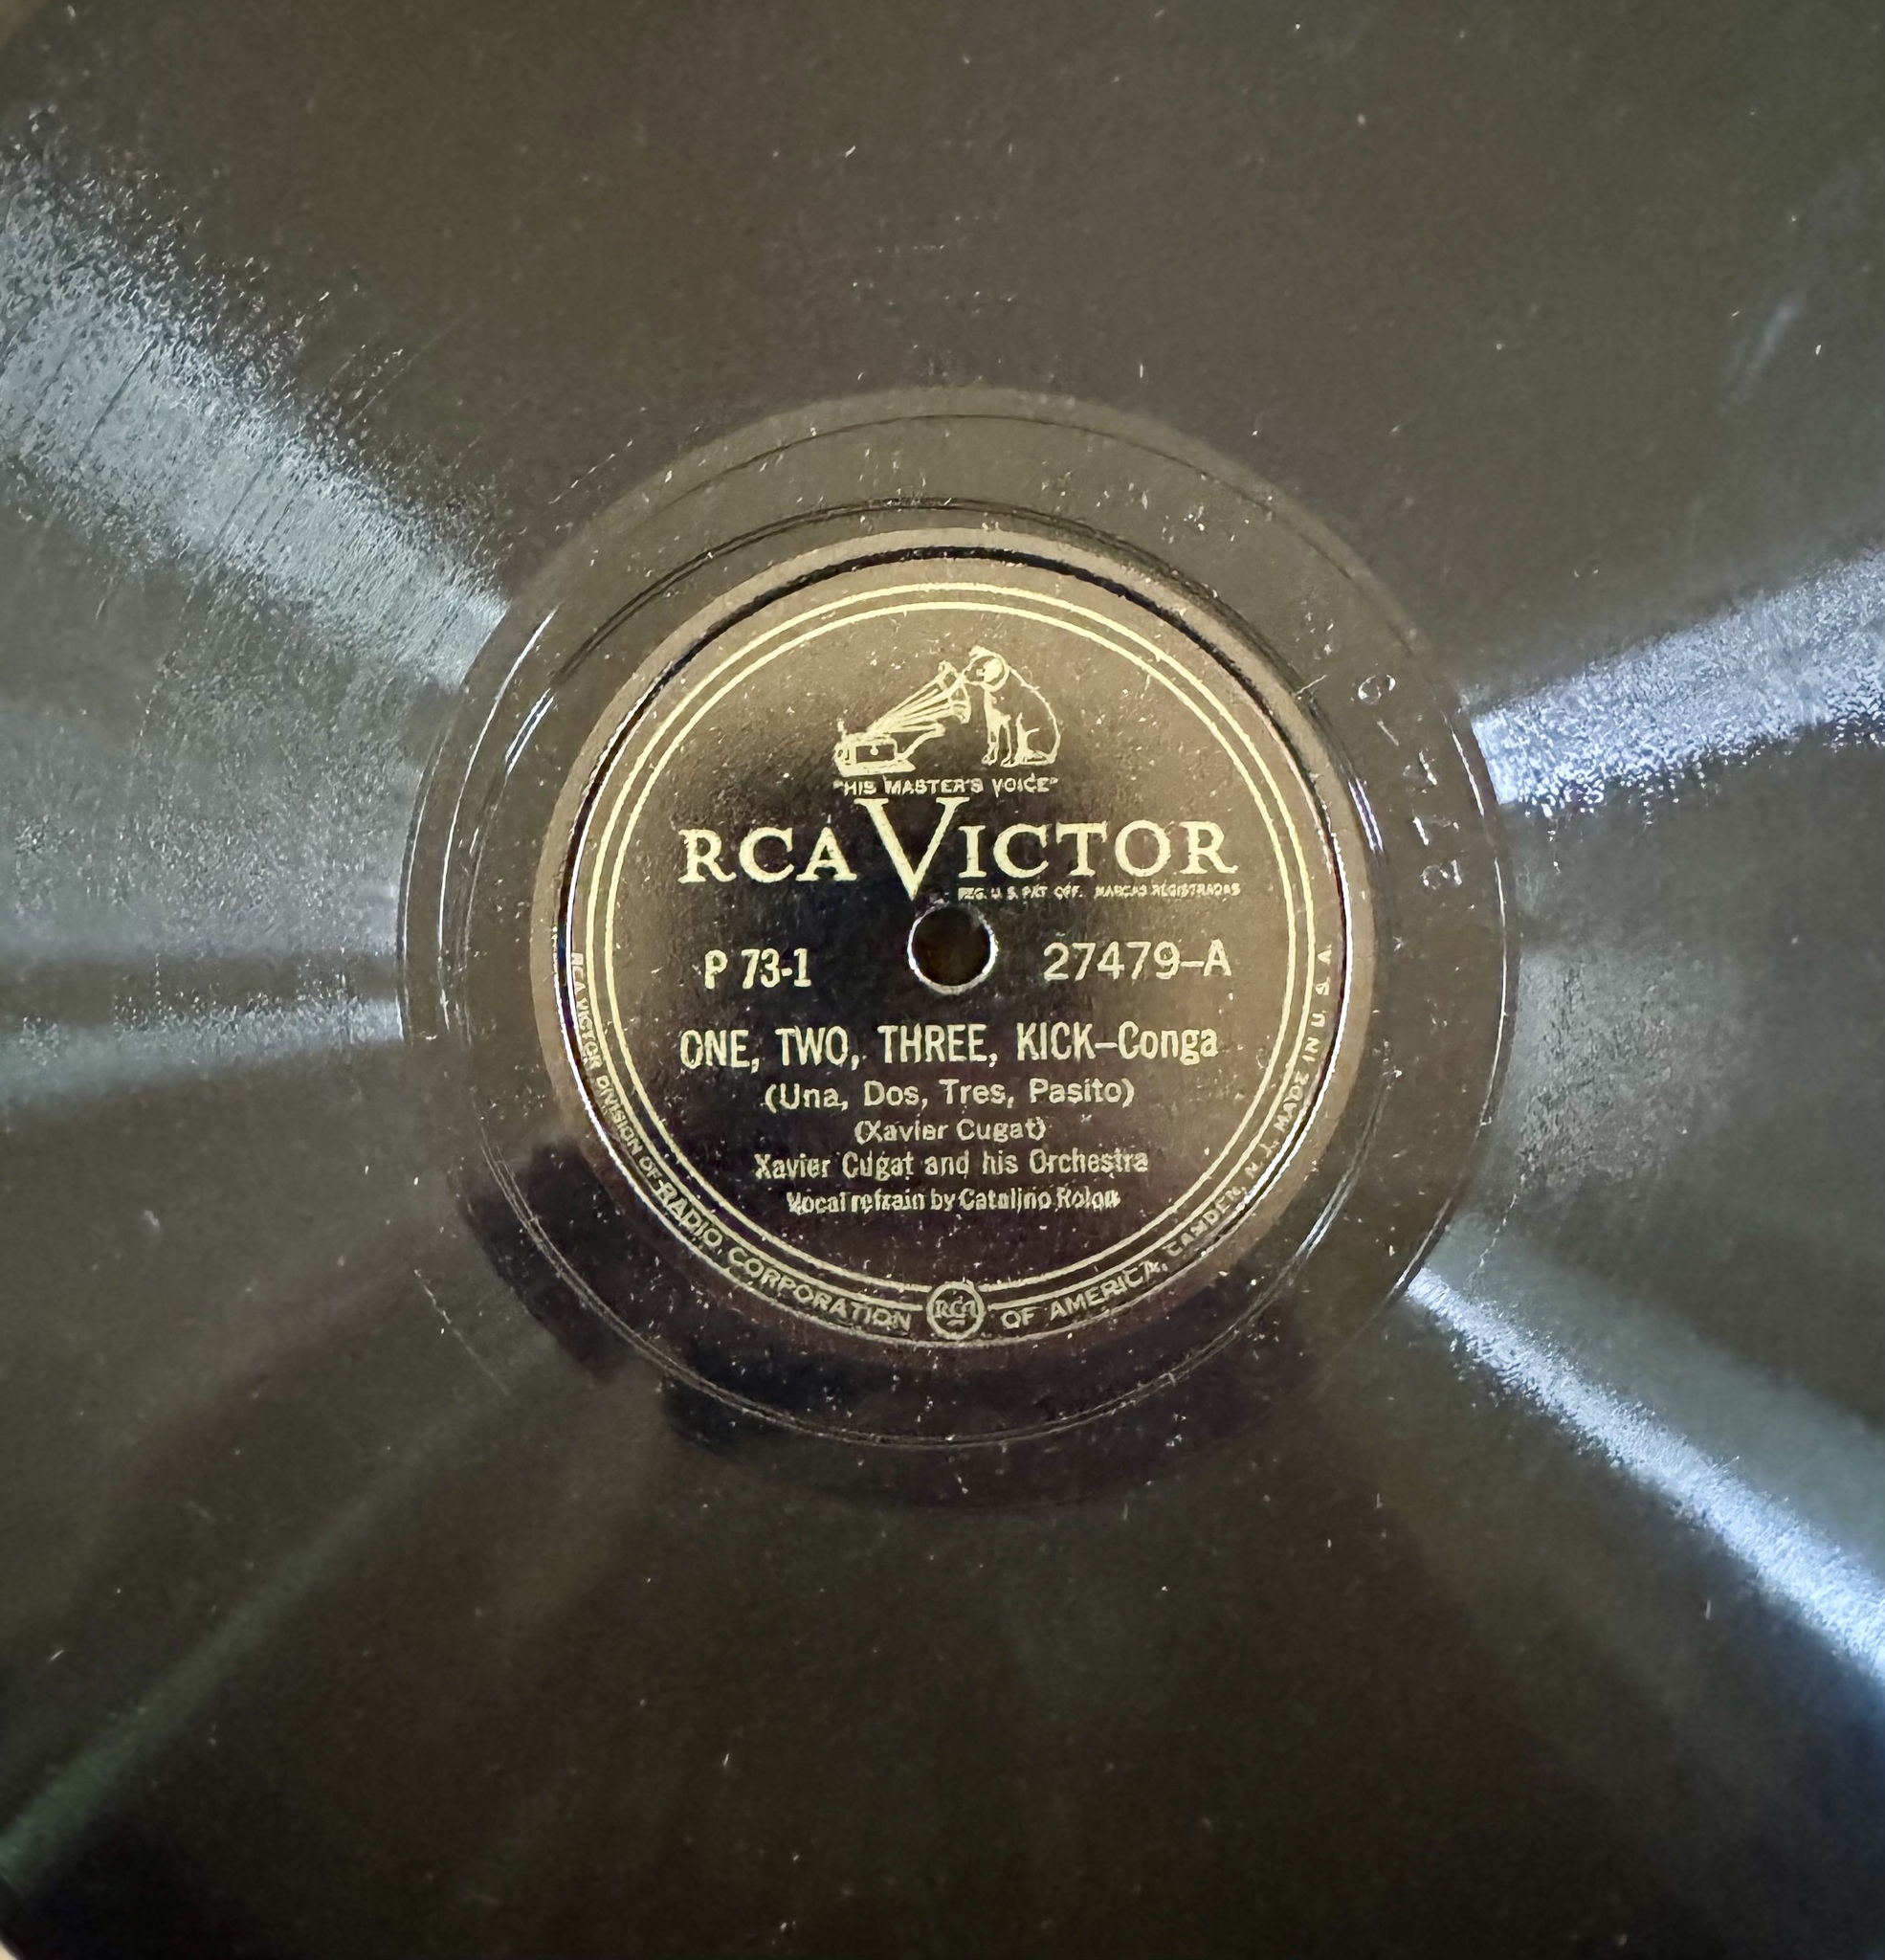 "HIS MASTER'S VOICE"
RCA VICTOR
REG. U. S. PAT. OFF. MARCAS REGISTRADAS
P 73-1
27479-A
ONE, TWO, THREE, KICK-Conga
(Una, Dos, Tres, Pasito)
(Xavier Cugat)
Xavier Cugat and his Orchestra
Vocal refrain by Catalino Rolon
RCA VICTOR DIVISION OF RADIO CORPORATION RCA OF AMERICA, CAMDEN, N. J. MADE IN U. S. A.